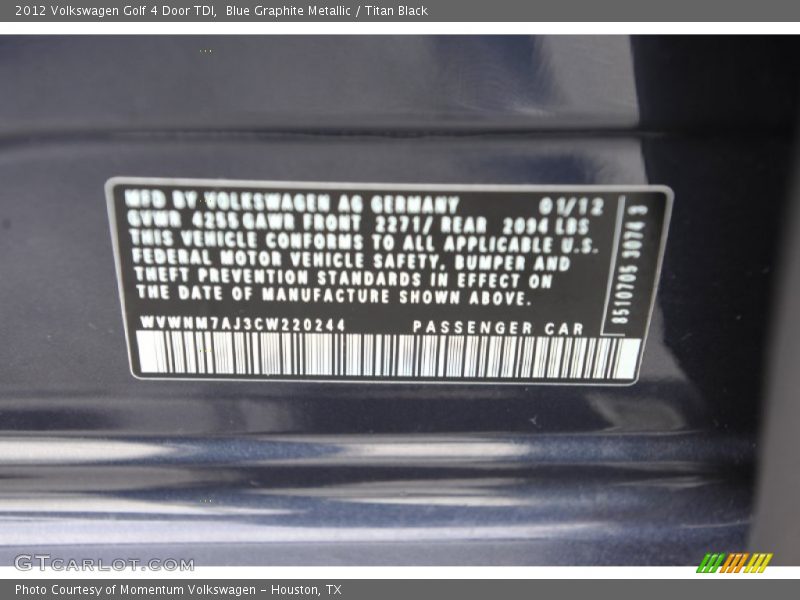 2012 Volkswagen Golf 4 Door TDI, Blue Graphite Metallic / Titan Black
MFD BY VOLKSWAGEN AG GERMANY 01/12
GVWR 4255 GAWR FRONT 2271/ REAR 2094 LBS
THIS VEHICLE CONFORMS TO ALL APPLICABLE U.S.
FEDERAL MOTOR VEHICLE SAFETY, BUMPER AND
THEFT PREVENTION STANDARDS IN EFFECT ON
THE DATE OF MANUFACTURE SHOWN ABOVE.
WVWNM7AJ3CW220244 PASSENGER CAR
8510705 3074 3
GTCARLOT.COM
Photo Courtesy of Momentum Volkswagen - Houston, TX